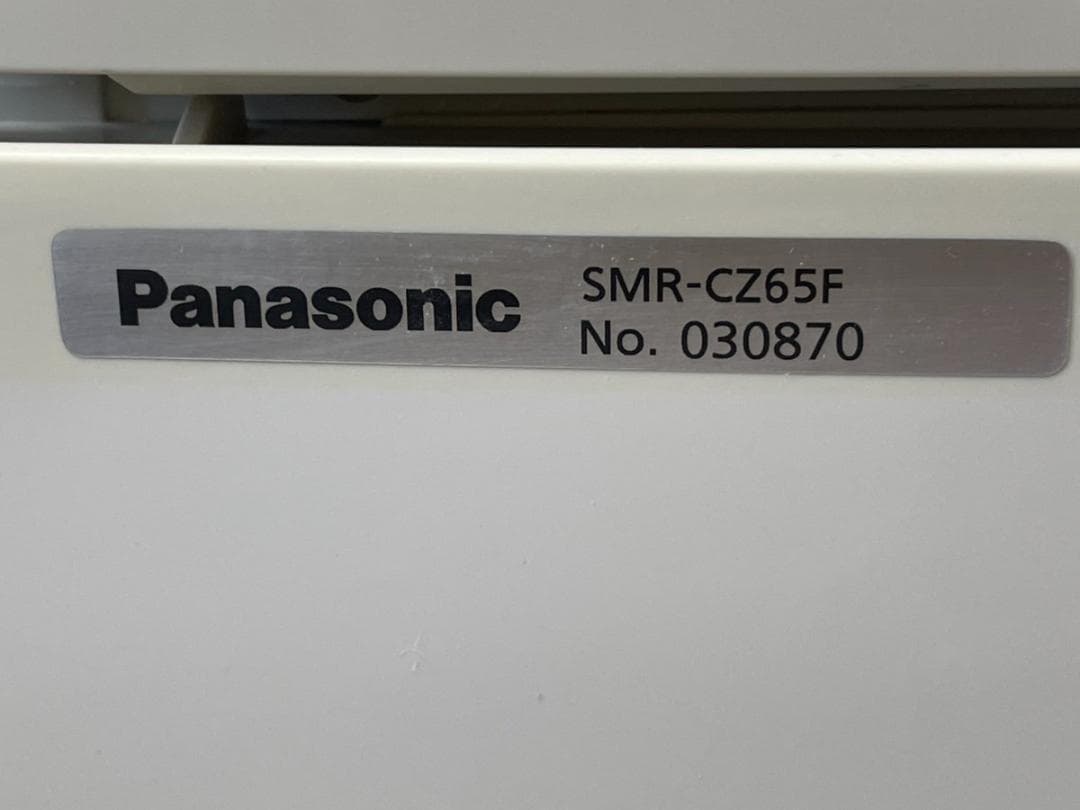 Panasonic
SMR-CZ65F
No. 030870